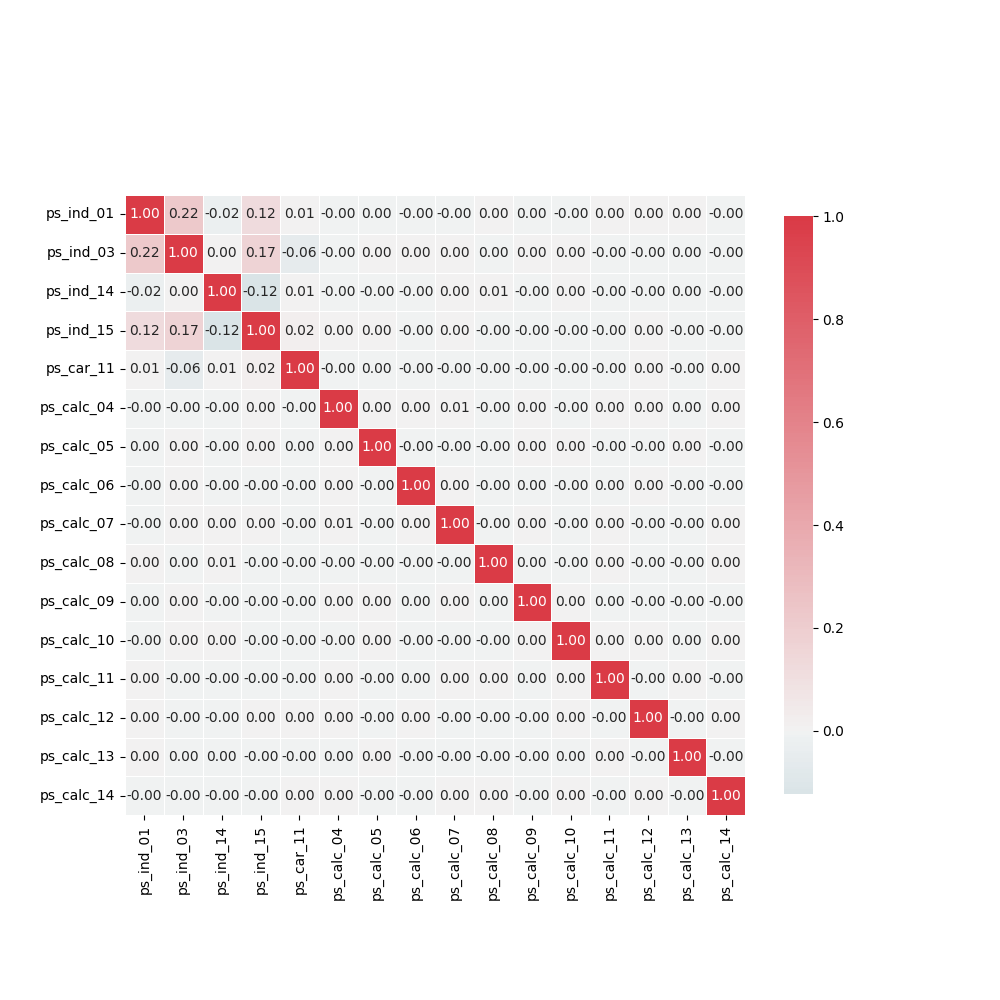 ps_ind_01 1.00 0.22 -0.02 0.12 0.01 -0.00 0.00 -0.00 -0.00 0.00 0.00 -0.00 0.00 0.00 0.00 -0.00
ps_ind_03 0.22 1.00 0.00 0.17 -0.06 -0.00 0.00 0.00 0.00 0.00 0.00 -0.00 -0.00 -0.00 0.00 -0.00
ps_ind_14 -0.02 0.00 1.00 -0.12 0.01 -0.00 -0.00 -0.00 0.00 0.01 -0.00 0.00 0.00 -0.00 0.00 -0.00
ps_ind_15 0.12 0.17 -0.12 1.00 0.02 0.00 0.00 -0.00 0.00 -0.00 0.00 -0.00 -0.00 0.00 -0.00 -0.00
ps_car_11 0.01 -0.06 0.01 0.02 1.00 -0.00 0.00 0.00 -0.00 -0.00 0.00 -0.00 -0.00 0.00 -0.00 0.00
ps_calc_04 -0.00 -0.00 -0.00 0.00 -0.00 1.00 0.00 0.00 0.01 -0.00 0.00 -0.00 -0.00 0.00 0.00 0.00
ps_calc_05 0.00 0.00 -0.00 0.00 0.00 0.00 1.00 -0.00 -0.00 -0.00 0.00 0.00 -0.00 -0.00 0.00 -0.00
ps_calc_06 -0.00 0.00 -0.00 -0.00 0.00 0.00 -0.00 1.00 0.00 -0.00 0.00 -0.00 0.00 0.00 -0.00 -0.00
ps_calc_07 -0.00 0.00 0.00 0.00 -0.00 0.01 -0.00 0.00 1.00 -0.00 0.00 -0.00 0.00 0.00 -0.00 0.00
ps_calc_08 0.00 0.00 0.01 -0.00 -0.00 -0.00 -0.00 -0.00 -0.00 1.00 0.00 -0.00 0.00 -0.00 -0.00 0.00
ps_calc_09 0.00 0.00 -0.00 0.00 0.00 0.00 0.00 0.00 0.00 0.00 1.00 0.00 0.00 -0.00 -0.00 -0.00
ps_calc_10 -0.00 -0.00 0.00 -0.00 -0.00 -0.00 0.00 -0.00 -0.00 -0.00 0.00 1.00 0.00 0.00 0.00 0.00
ps_calc_11 0.00 -0.00 0.00 -0.00 -0.00 -0.00 -0.00 0.00 0.00 0.00 0.00 0.00 1.00 -0.00 0.00 -0.00
ps_calc_12 0.00 -0.00 -0.00 0.00 0.00 0.00 -0.00 0.00 0.00 -0.00 -0.00 0.00 -0.00 1.00 -0.00 0.00
ps_calc_13 0.00 0.00 0.00 -0.00 -0.00 0.00 0.00 -0.00 -0.00 -0.00 -0.00 0.00 0.00 -0.00 1.00 -0.00
ps_calc_14 -0.00 -0.00 -0.00 -0.00 0.00 0.00 -0.00 -0.00 0.00 0.00 -0.00 0.00 -0.00 0.00 -0.00 1.00
ps_ind_01
ps_ind_03
ps_ind_14
ps_ind_15
ps_car_11
ps_calc_04
ps_calc_05
ps_calc_06
ps_calc_07
ps_calc_08
ps_calc_09
ps_calc_10
ps_calc_11
ps_calc_12
ps_calc_13
ps_calc_14
1.0
0.8
0.6
0.4
0.2
0.0